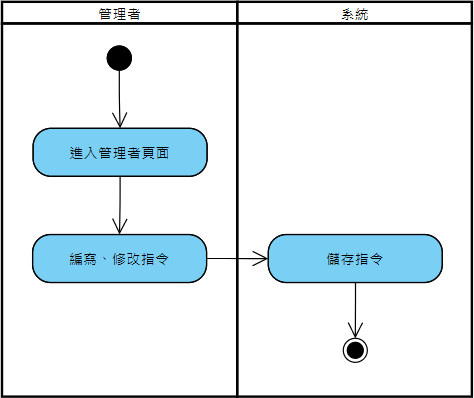 管理者
系統
進入管理者頁面
編寫、修改指令
儲存指令